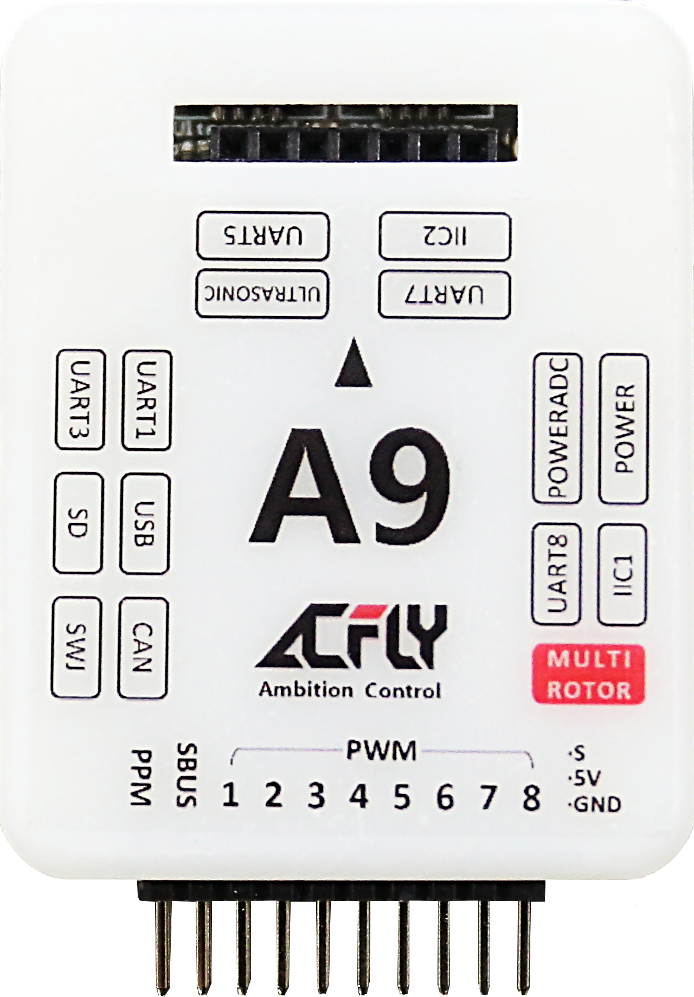 UART5
IIC2
ULTRASONIC
UART7
UART3
UART1
POWERADC
POWER
A9
SD
USB
UART8
IIC1
SWJ
CAN
ACFLY
Ambition Control
MULTI
ROTOR
PPM
SBUS
PWM
1 2 3 4 5 6 7 8
·S
·5V
·GND